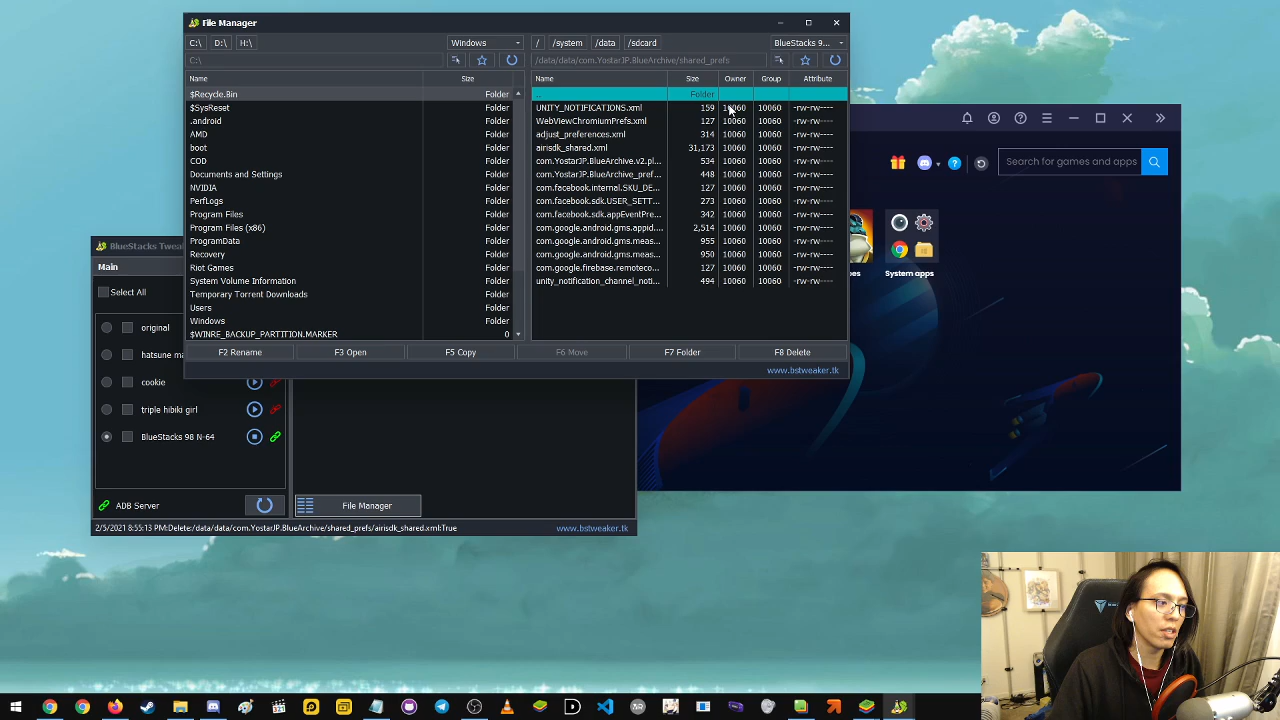 File Manager
C:\ D:\ H:\ Windows / /system /data /sdcard BlueStacks 9...
C:\ /data/data/com.YostarJP.BlueArchive/shared_prefs
Name Size Name Size Owner Group Attribute
$Recycle.Bin Folder .. Folder
$SysReset Folder UNITY_NOTIFICATIONS.xml 159 10060 10060 -rw-rw----
.android Folder WebViewChromiumPrefs.xml 127 10060 10060 -rw-rw----
AMD Folder adjust_preferences.xml 314 10060 10060 -rw-rw----
boot Folder airisdk_shared.xml 31,173 10060 10060 -rw-rw----
COD Folder com.YostarJP.BlueArchive.v2.pl... 534 10060 10060 -rw-rw----
Documents and Settings Folder com.YostarJP.BlueArchive_pref... 448 10060 10060 -rw-rw----
NVIDIA Folder com.facebook.internal.SKU_DE... 127 10060 10060 -rw-rw----
PerfLogs Folder com.facebook.sdk.USER_SETT... 273 10060 10060 -rw-rw----
Program Files Folder com.facebook.sdk.appEventPre... 342 10060 10060 -rw-rw----
Program Files (x86) Folder com.google.android.gms.appid... 2,514 10060 10060 -rw-rw----
ProgramData Folder com.google.android.gms.meas... 955 10060 10060 -rw-rw----
Recovery Folder com.google.android.gms.meas... 950 10060 10060 -rw-rw----
Riot Games Folder com.google.firebase.remoteco... 127 10060 10060 -rw-rw----
System Volume Information Folder unity_notification_channel_noti... 494 10060 10060 -rw-rw----
Temporary Torrent Downloads Folder
Users Folder
Windows Folder
$WINRE_BACKUP_PARTITION.MARKER 0
F2 Rename F3 Open F5 Copy F6 Move F7 Folder F8 Delete
www.bstweaker.tk
Search for games and apps
System apps
BlueStacks Twea
Main
Select All
original
hatsune m
cookie
triple hibiki girl
BlueStacks 98 N-64
ADB Server File Manager
2/5/2021 8:55:13 PM:Delete:/data/data/com.YostarJP.BlueArchive/shared_prefs/airisdk_shared.xml:True www.bstweaker.tk